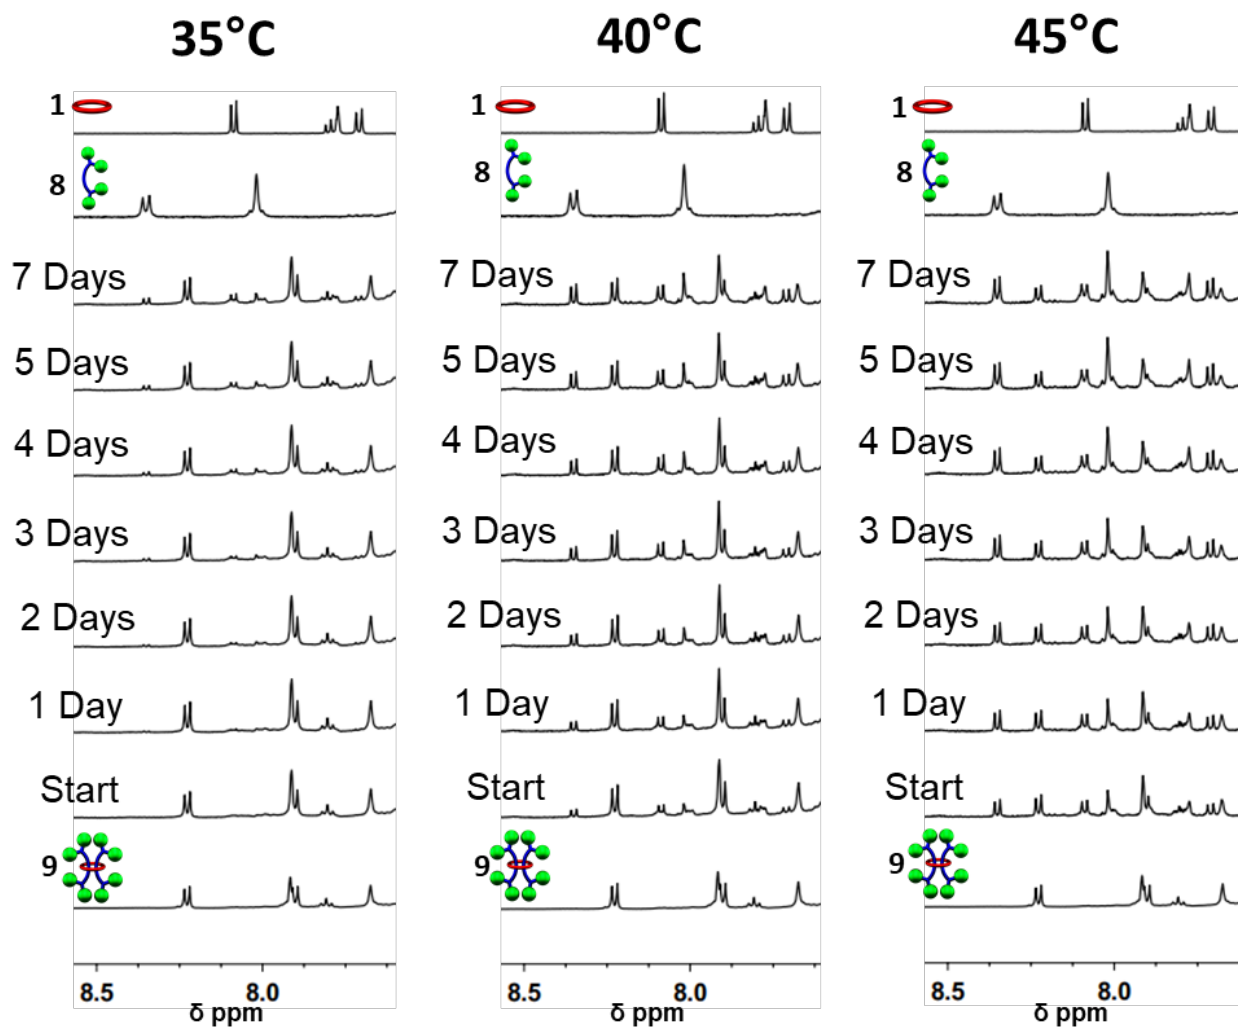 35°C 40°C 45°C
1 1 1
8 8 8
7 Days 7 Days 7 Days
5 Days 5 Days 5 Days
4 Days 4 Days 4 Days
3 Days 3 Days 3 Days
2 Days 2 Days 2 Days
1 Day 1 Day 1 Day
Start Start Start
9 9 9
8.5 8.0 8.5 8.0 8.5 8.0
δ ppm δ ppm δ ppm